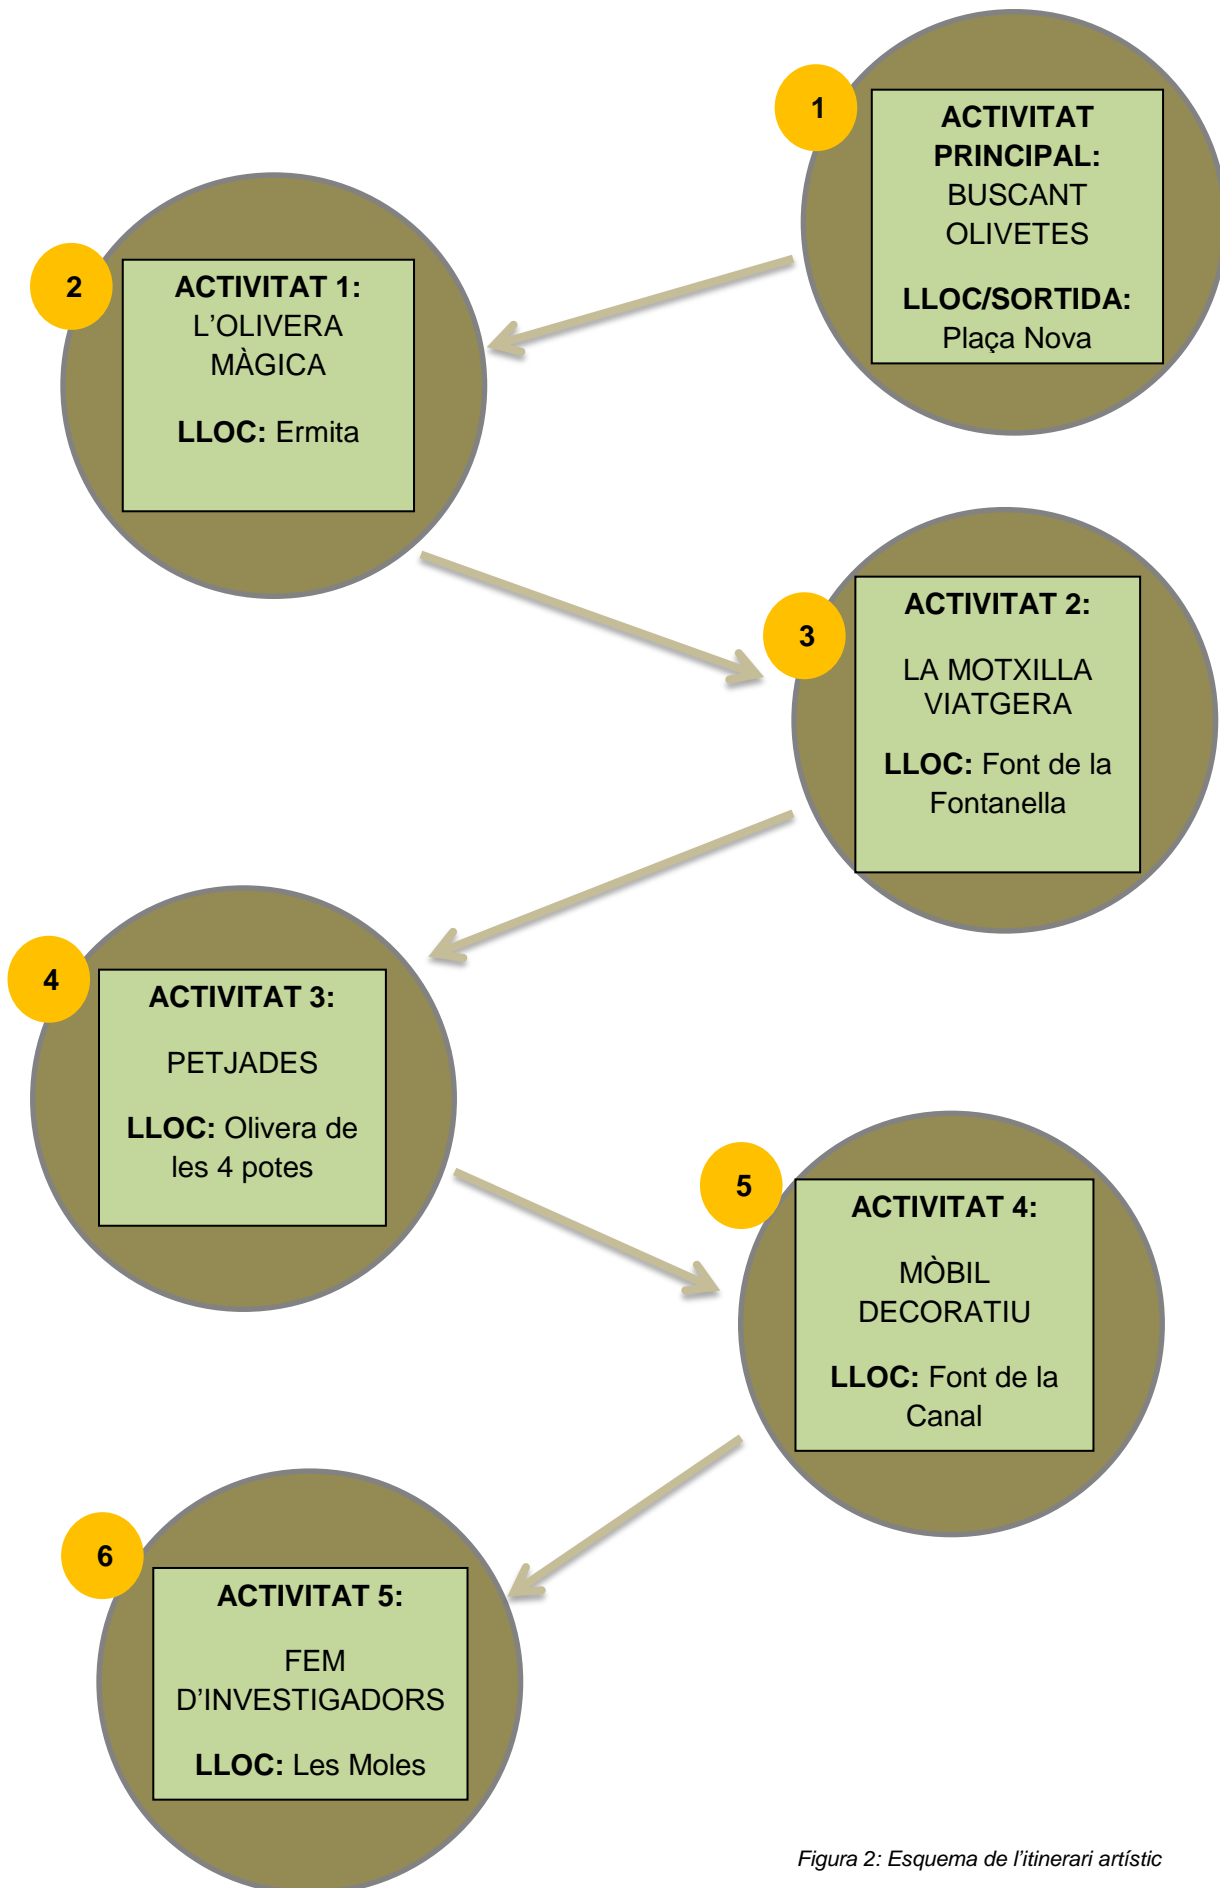 1
ACTIVITAT
PRINCIPAL:
BUSCANT
OLIVETES
LLOC/SORTIDA:
Plaça Nova
2
ACTIVITAT 1:
L’OLIVERA
MÀGICA
LLOC: Ermita
3
ACTIVITAT 2:
LA MOTXILLA
VIATGERA
LLOC: Font de la
Fontanella
4
ACTIVITAT 3:
PETJADES
LLOC: Olivera de
les 4 potes
5
ACTIVITAT 4:
MÒBIL
DECORATIU
LLOC: Font de la
Canal
6
ACTIVITAT 5:
FEM
D’INVESTIGADORS
LLOC: Les Moles
Figura 2: Esquema de l’itinerari artístic